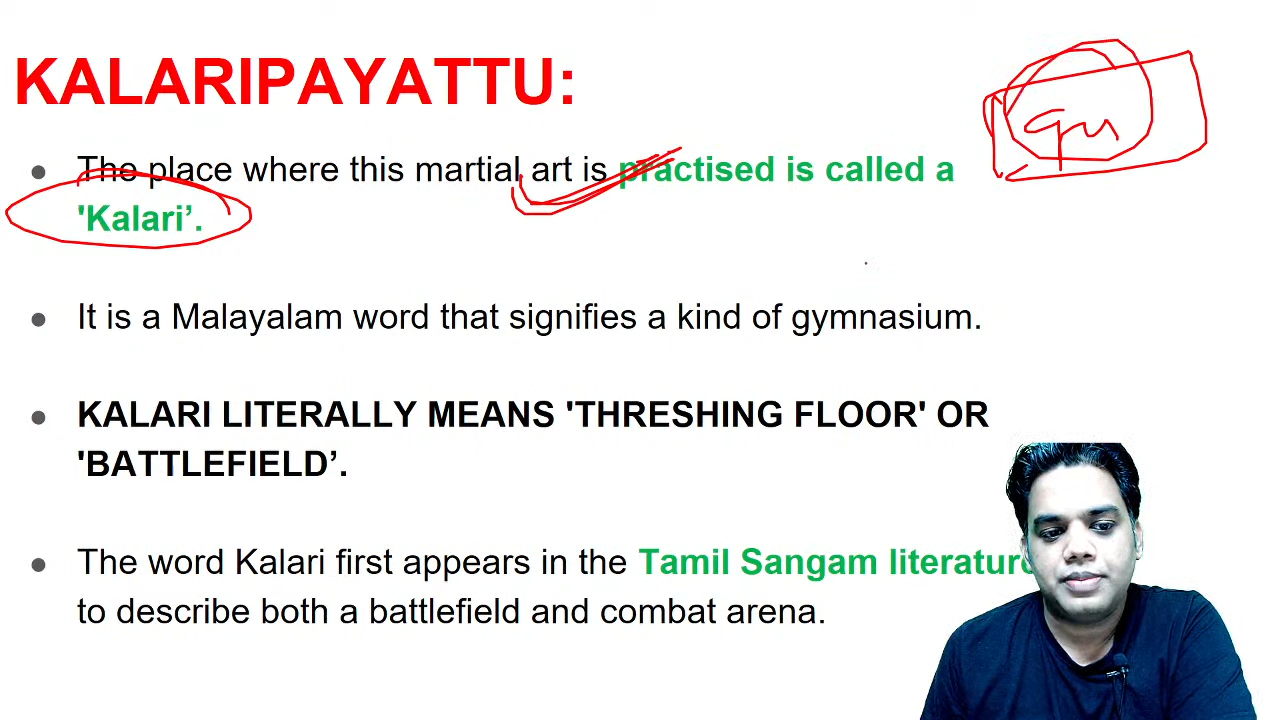 KALARIPAYATTU:
The place where this martial art is practised is called a
'Kalari’.
It is a Malayalam word that signifies a kind of gymnasium.
KALARI LITERALLY MEANS 'THRESHING FLOOR' OR
'BATTLEFIELD’.
The word Kalari first appears in the Tamil Sangam literature
to describe both a battlefield and combat arena.